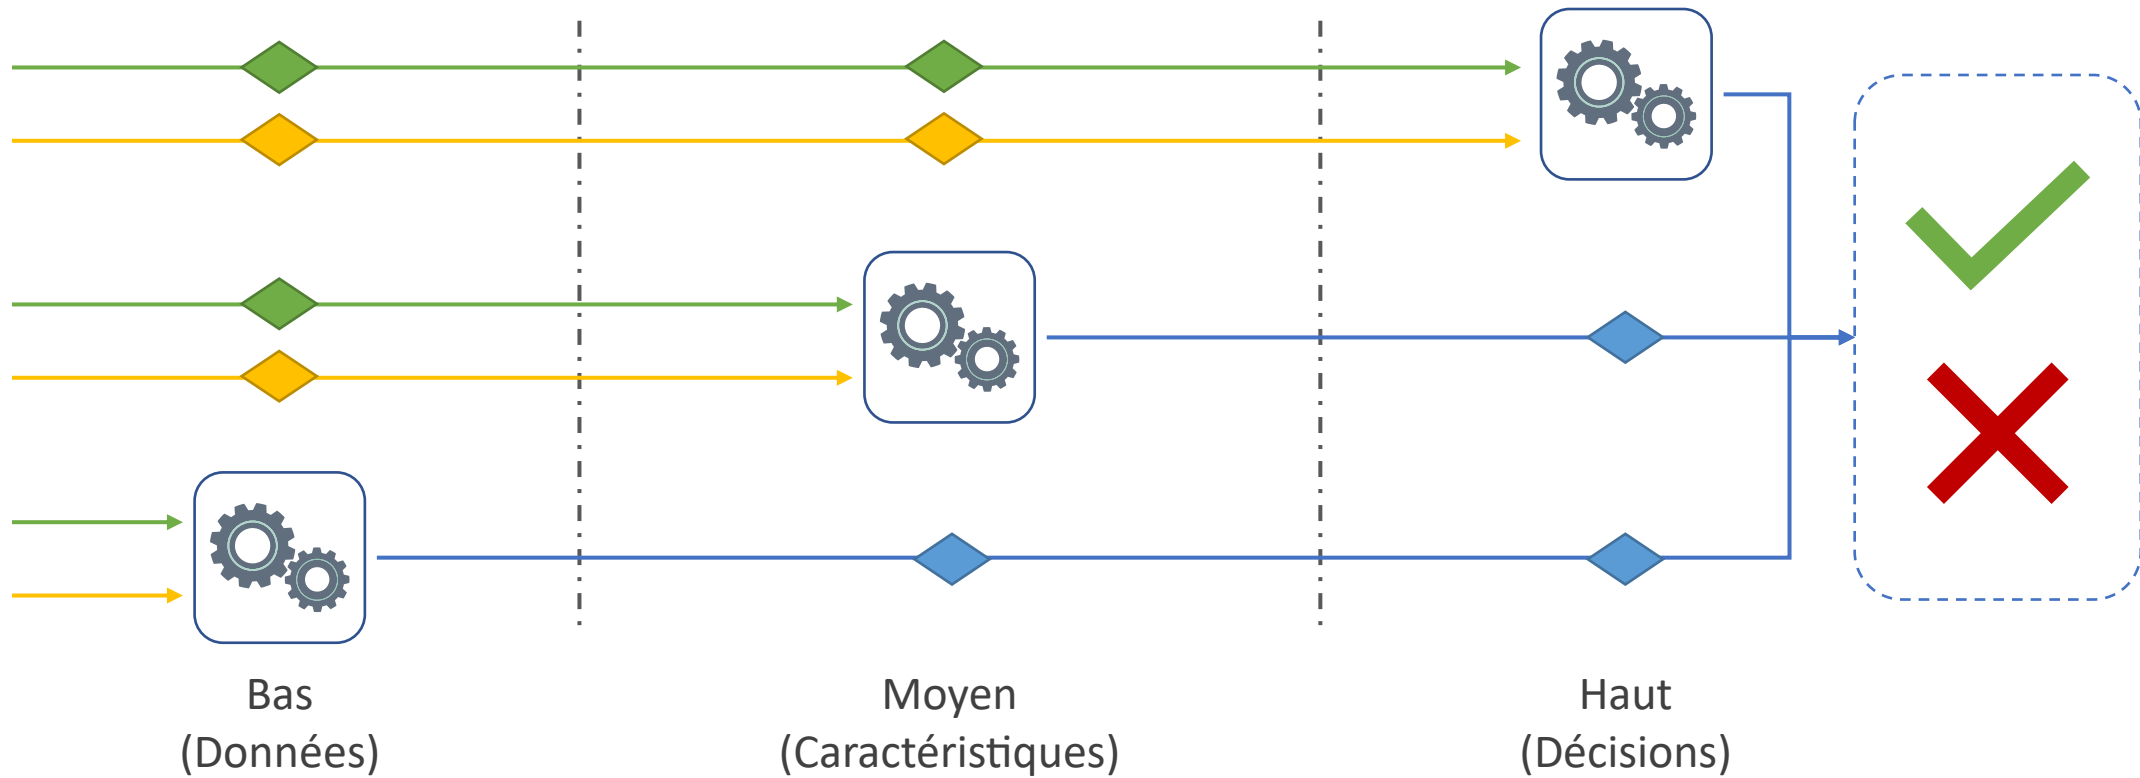 Bas
(Données)
Moyen
(Caractéristiques)
Haut
(Décisions)